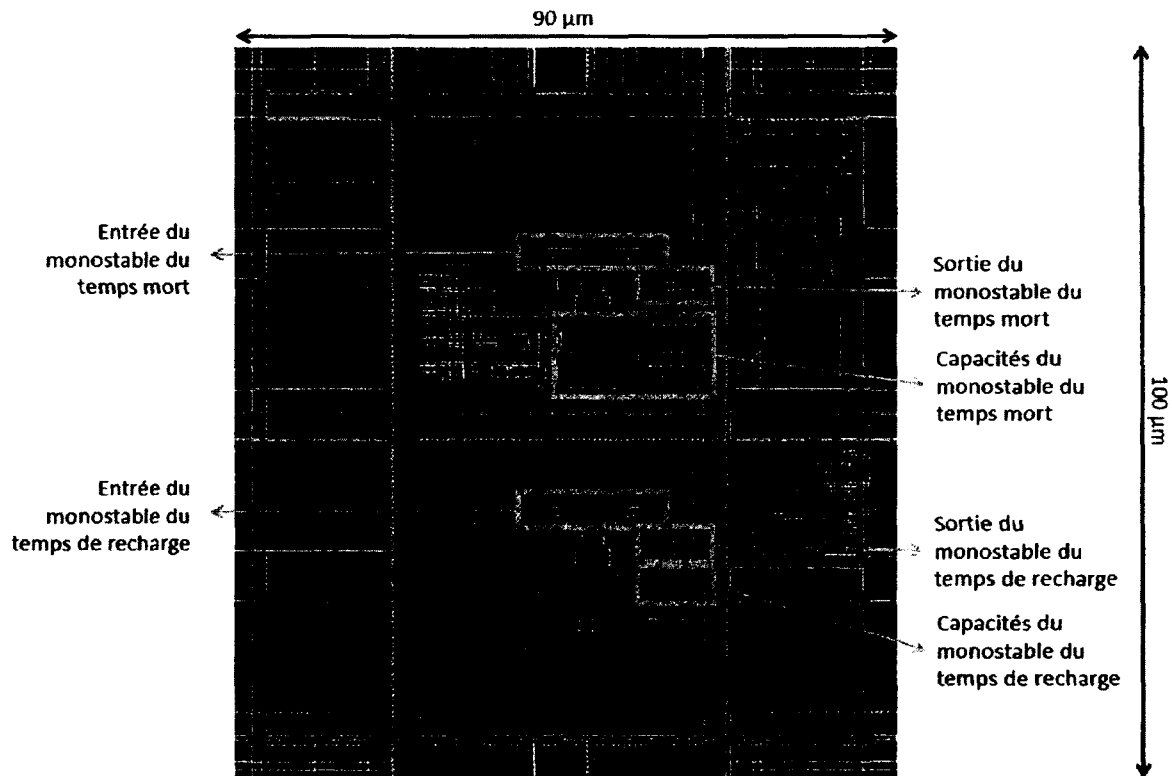 90 µm
Entrée du
monostable du
temps mort
Sortie du
monostable du
temps mort
Capacités du
monostable du
temps mort
100 µm
Entrée du
monostable du
temps de recharge
Sortie du
monostable du
temps de recharge
Capacités du
monostable du
temps de recharge